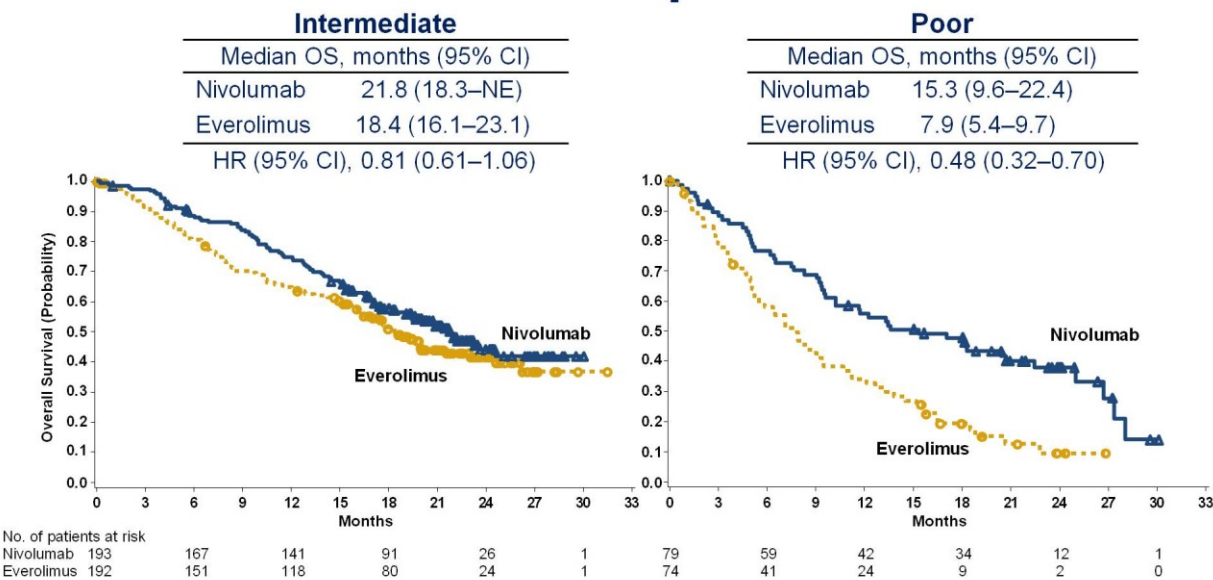 Intermediate
Median OS, months (95% CI)
Nivolumab 21.8 (18.3–NE)
Everolimus 18.4 (16.1–23.1)
HR (95% CI), 0.81 (0.61–1.06)
Poor
Median OS, months (95% CI)
Nivolumab 15.3 (9.6–22.4)
Everolimus 7.9 (5.4–9.7)
HR (95% CI), 0.48 (0.32–0.70)
Overall Survival (Probability)
1.0
0.9
0.8
0.7
0.6
0.5
0.4
0.3
0.2
0.1
0.0
Nivolumab
Everolimus
0 3 6 9 12 15 18 21 24 27 30 33
Months
1.0
0.9
0.8
0.7
0.6
0.5
0.4
0.3
0.2
0.1
0.0
Nivolumab
Everolimus
0 3 6 9 12 15 18 21 24 27 30 33
Months
No. of patients at risk
Nivolumab 193 167 141 91 26 1 79 59 42 34 12 1
Everolimus 192 151 118 80 24 1 74 41 24 9 2 0